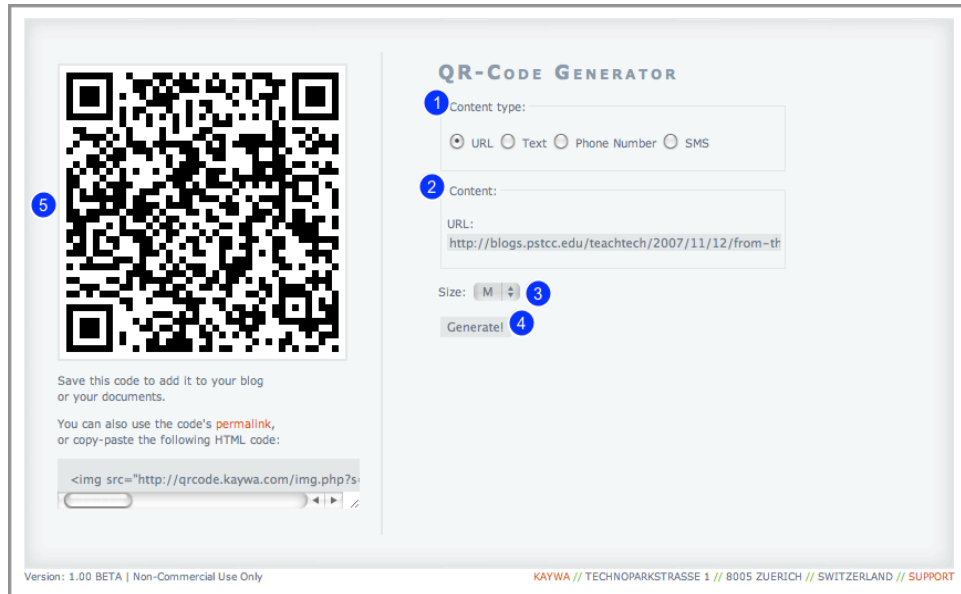 QR-CODE GENERATOR
1 Content type:
URL Text Phone Number SMS
2 Content:
URL:
http://blogs.pstcc.edu/teachtech/2007/11/12/from-th
Size: M 3
Generate! 4
5
Save this code to add it to your blog
or your documents.
You can also use the code's permalink,
or copy-paste the following HTML code:
<img src="http://qrcode.kaywa.com/img.php?s=
Version: 1.00 BETA | Non-Commercial Use Only
KAYWA // TECHNOPARKSTRASSE 1 // 8005 ZUERICH // SWITZERLAND // SUPPORT